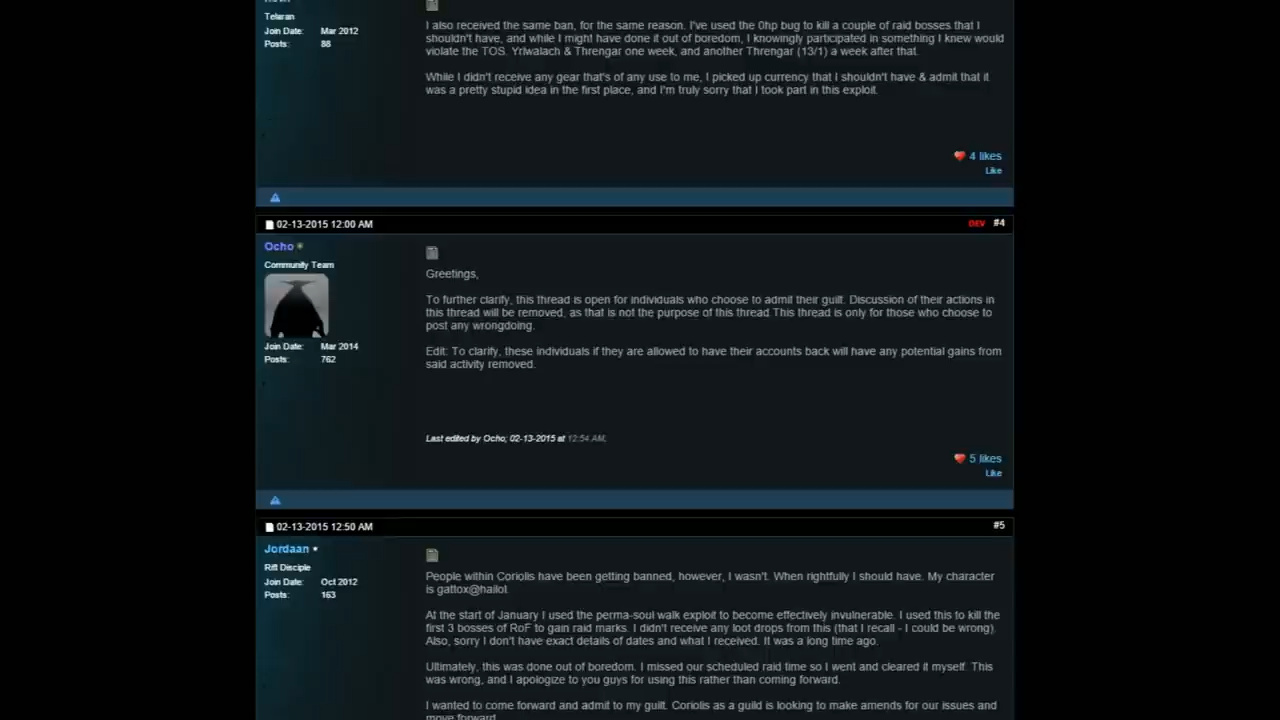 Telaran
Join Date: Mar 2012
Posts: 88
I also received the same ban, for the same reason. I've used the 0hp bug to kill a couple of raid bosses that I
shouldn't have, and while I might have done it out of boredom, I knowingly participated in something I knew would
violate the TOS. Yrlwalach & Threngar one week, and another Threngar (13/1) a week after that.
While I didn't receive any gear that's of any use to me, I picked up currency that I shouldn't have & admit that it
was a pretty stupid idea in the first place, and I'm truly sorry that I took part in this exploit.
4 likes
Like
02-13-2015 12:00 AM
DEV #4
Ocho
Community Team
Join Date: Mar 2014
Posts: 762
Greetings,
To further clarify, this thread is open for individuals who choose to admit their guilt. Discussion of their actions in
this thread will be removed, as that is not the purpose of this thread.This thread is only for those who choose to
post any wrongdoing.
Edit: To clarify, these individuals if they are allowed to have their accounts back will have any potential gains from
said activity removed.
Last edited by Ocho; 02-13-2015 at 12:54 AM.
5 likes
Like
02-13-2015 12:50 AM
#5
Jordaan
Rift Disciple
Join Date: Oct 2012
Posts: 163
People within Coriolis have been getting banned, however, I wasn't. When rightfully I should have. My character
is gattox@hailol.
At the start of January I used the perma-soul walk exploit to become effectively invulnerable. I used this to kill the
first 3 bosses of RoF to gain raid marks. I didn't receive any loot drops from this (that I recall - I could be wrong).
Also, sorry I don't have exact details of dates and what I received. It was a long time ago.
Ultimately, this was done out of boredom. I missed our scheduled raid time so I went and cleared it myself. This
was wrong, and I apologize to you guys for using this rather than coming forward.
I wanted to come forward and admit to my guilt. Coriolis as a guild is looking to make amends for our issues and
move forward